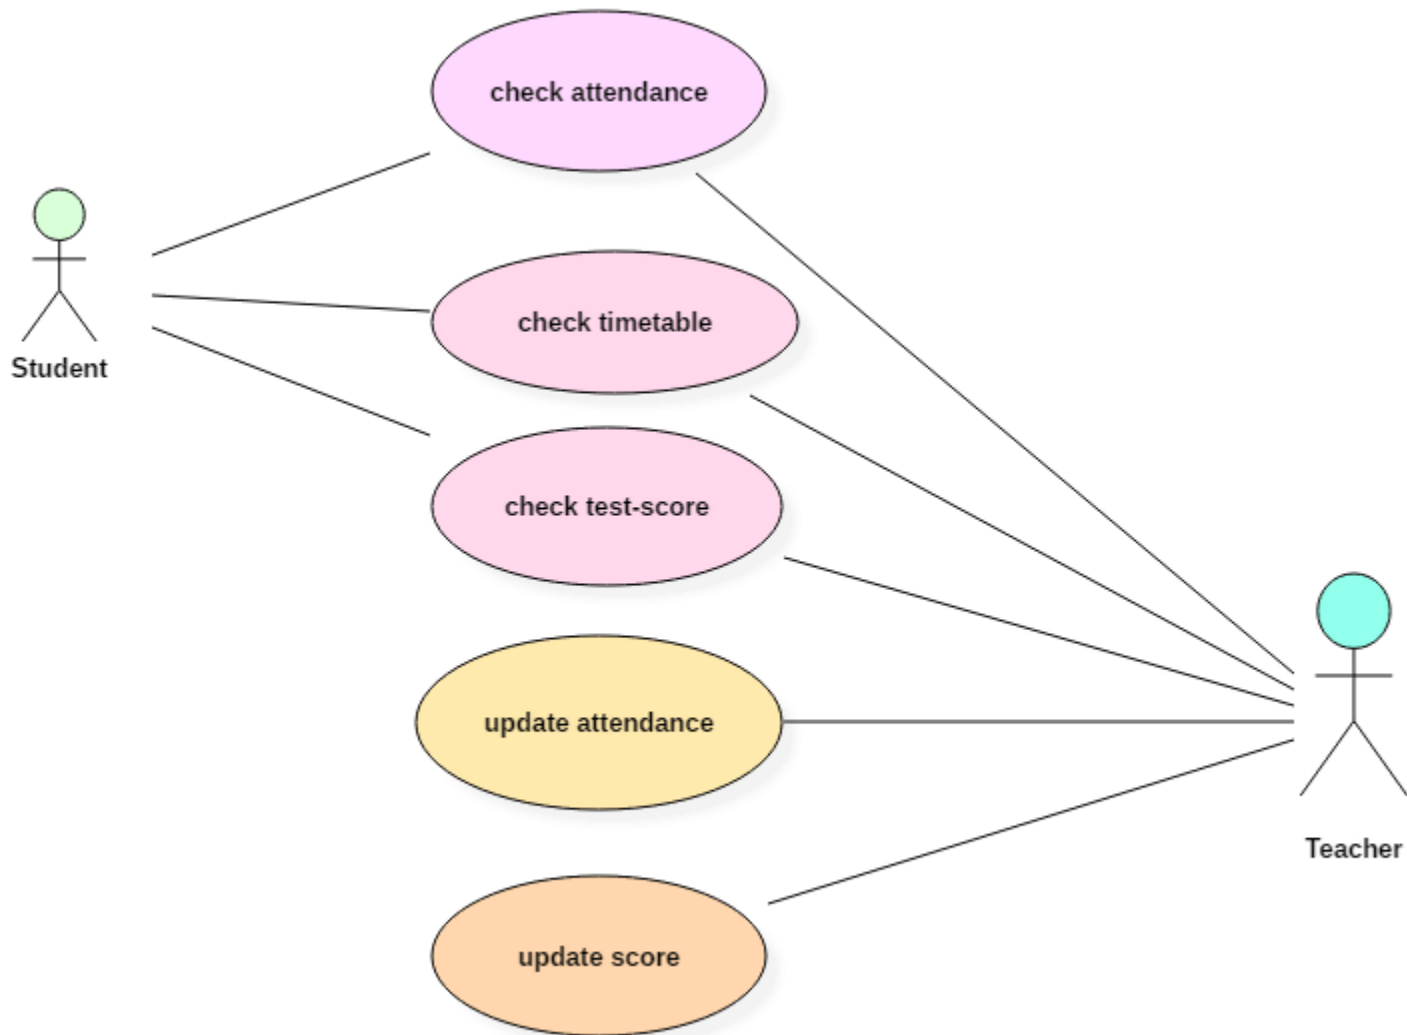 check attendance
Student
check timetable
check test-score
update attendance
Teacher
update score